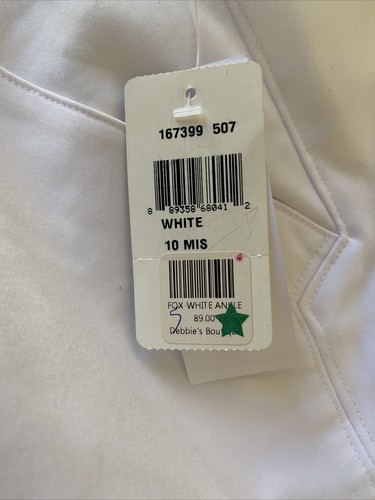 167399 507
8 89358 68041 2
WHITE
10 MIS
FOX WHITE ANKLE
89.00
Debbie's Boutique